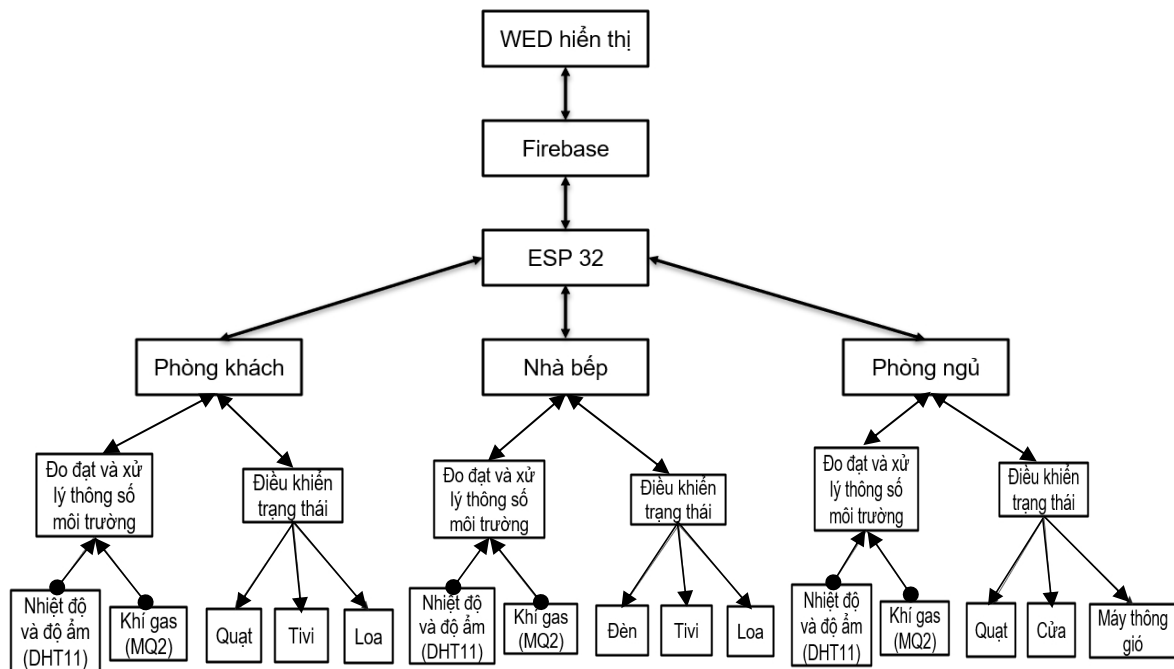 WED hiển thị
Firebase
ESP 32
Phòng khách
Nhà bếp
Phòng ngủ
Đo đạt và xử
lý thông số
môi trường
Điều khiển
trạng thái
Đo đạt và xử
lý thông số
môi trường
Điều khiển
trạng thái
Đo đạt và xử
lý thông số
môi trường
Điều khiển
trạng thái
Nhiệt độ
và độ ẩm
(DHT11)
Khí gas
(MQ2)
Quạt
Tivi
Loa
Nhiệt độ
và độ ẩm
(DHT11)
Khí gas
(MQ2)
Đèn
Tivi
Loa
Nhiệt độ
và độ ẩm
(DHT11)
Khí gas
(MQ2)
Quạt
Cửa
Máy thông
gió